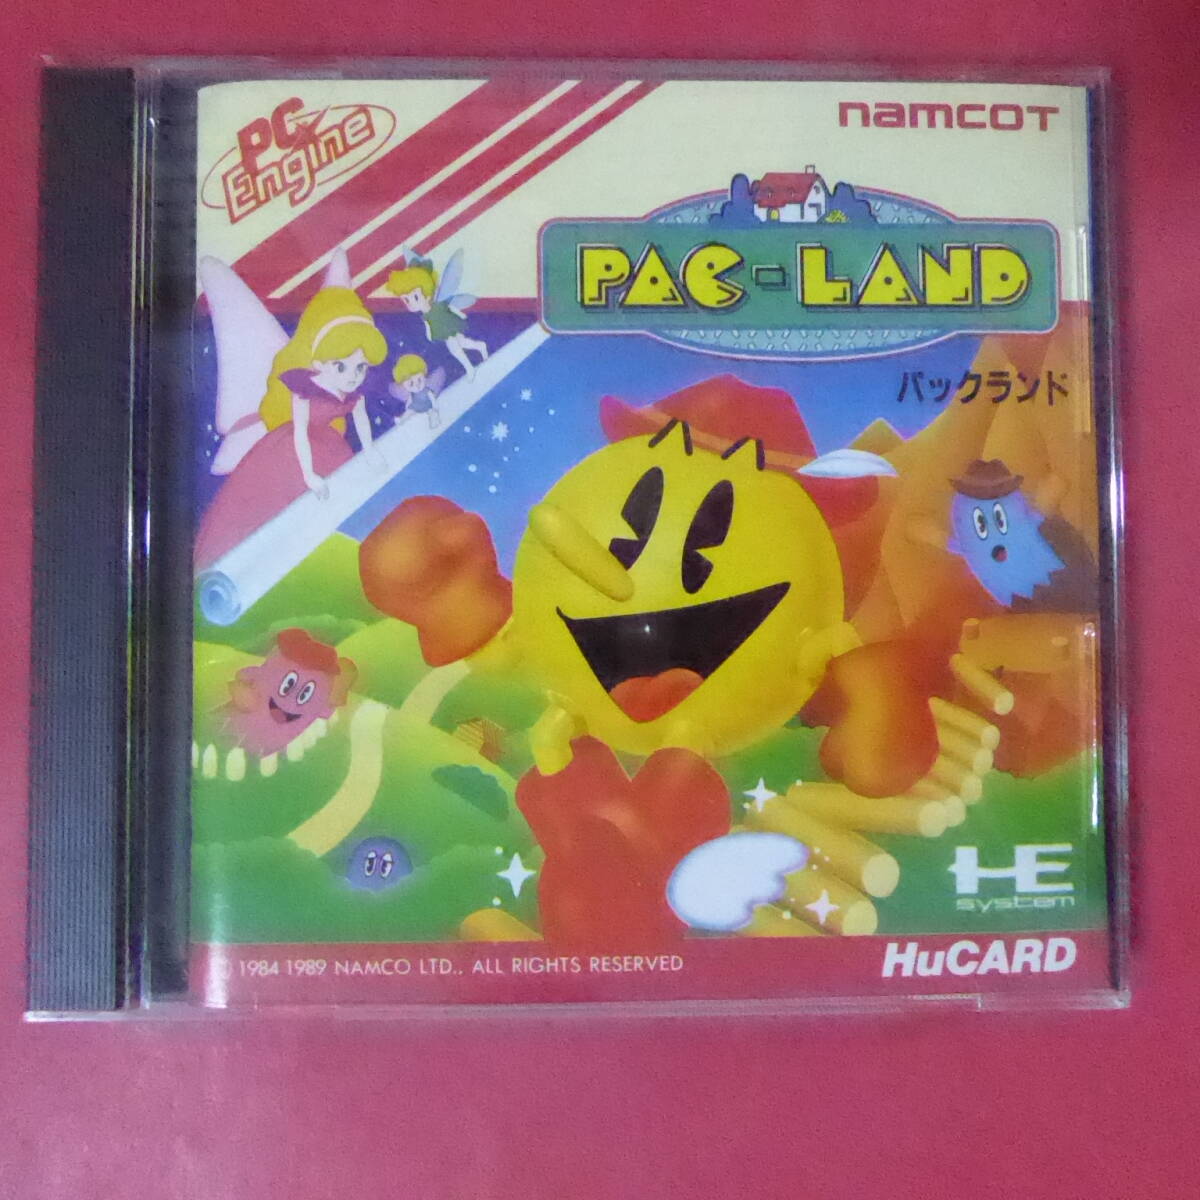 PC Engine
namcoT
PAC-LAND
パックランド
HE
system
© 1984 1989 NAMCO LTD., ALL RIGHTS RESERVED
HuCARD